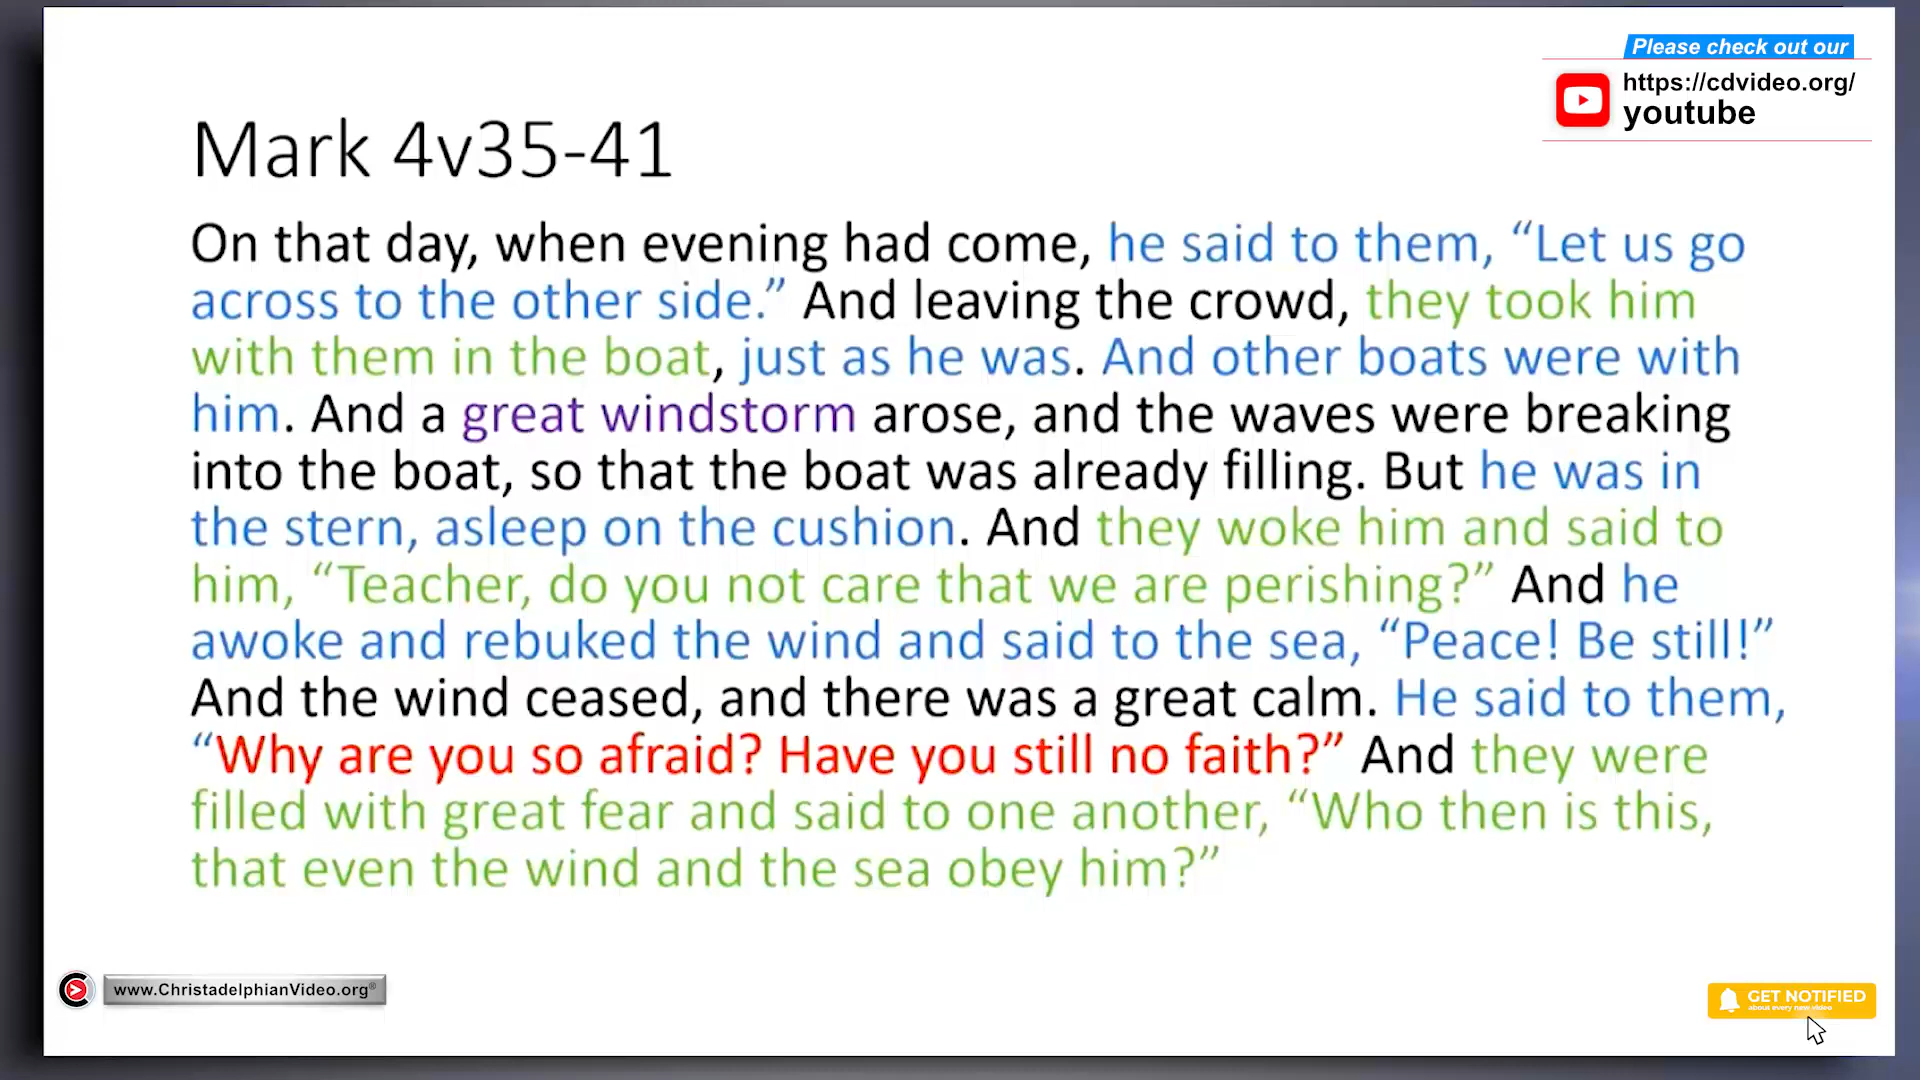 Please check out our
https://cdvideo.org/
youtube
Mark 4v35-41
On that day, when evening had come, he said to them, “Let us go
across to the other side.” And leaving the crowd, they took him
with them in the boat, just as he was. And other boats were with
him. And a great windstorm arose, and the waves were breaking
into the boat, so that the boat was already filling. But he was in
the stern, asleep on the cushion. And they woke him and said to
him, “Teacher, do you not care that we are perishing?” And he
awoke and rebuked the wind and said to the sea, “Peace! Be still!”
And the wind ceased, and there was a great calm. He said to them,
“Why are you so afraid? Have you still no faith?” And they were
filled with great fear and said to one another, “Who then is this,
that even the wind and the sea obey him?”
www.ChristadelphianVideo.org®
GET NOTIFIED
about every new video